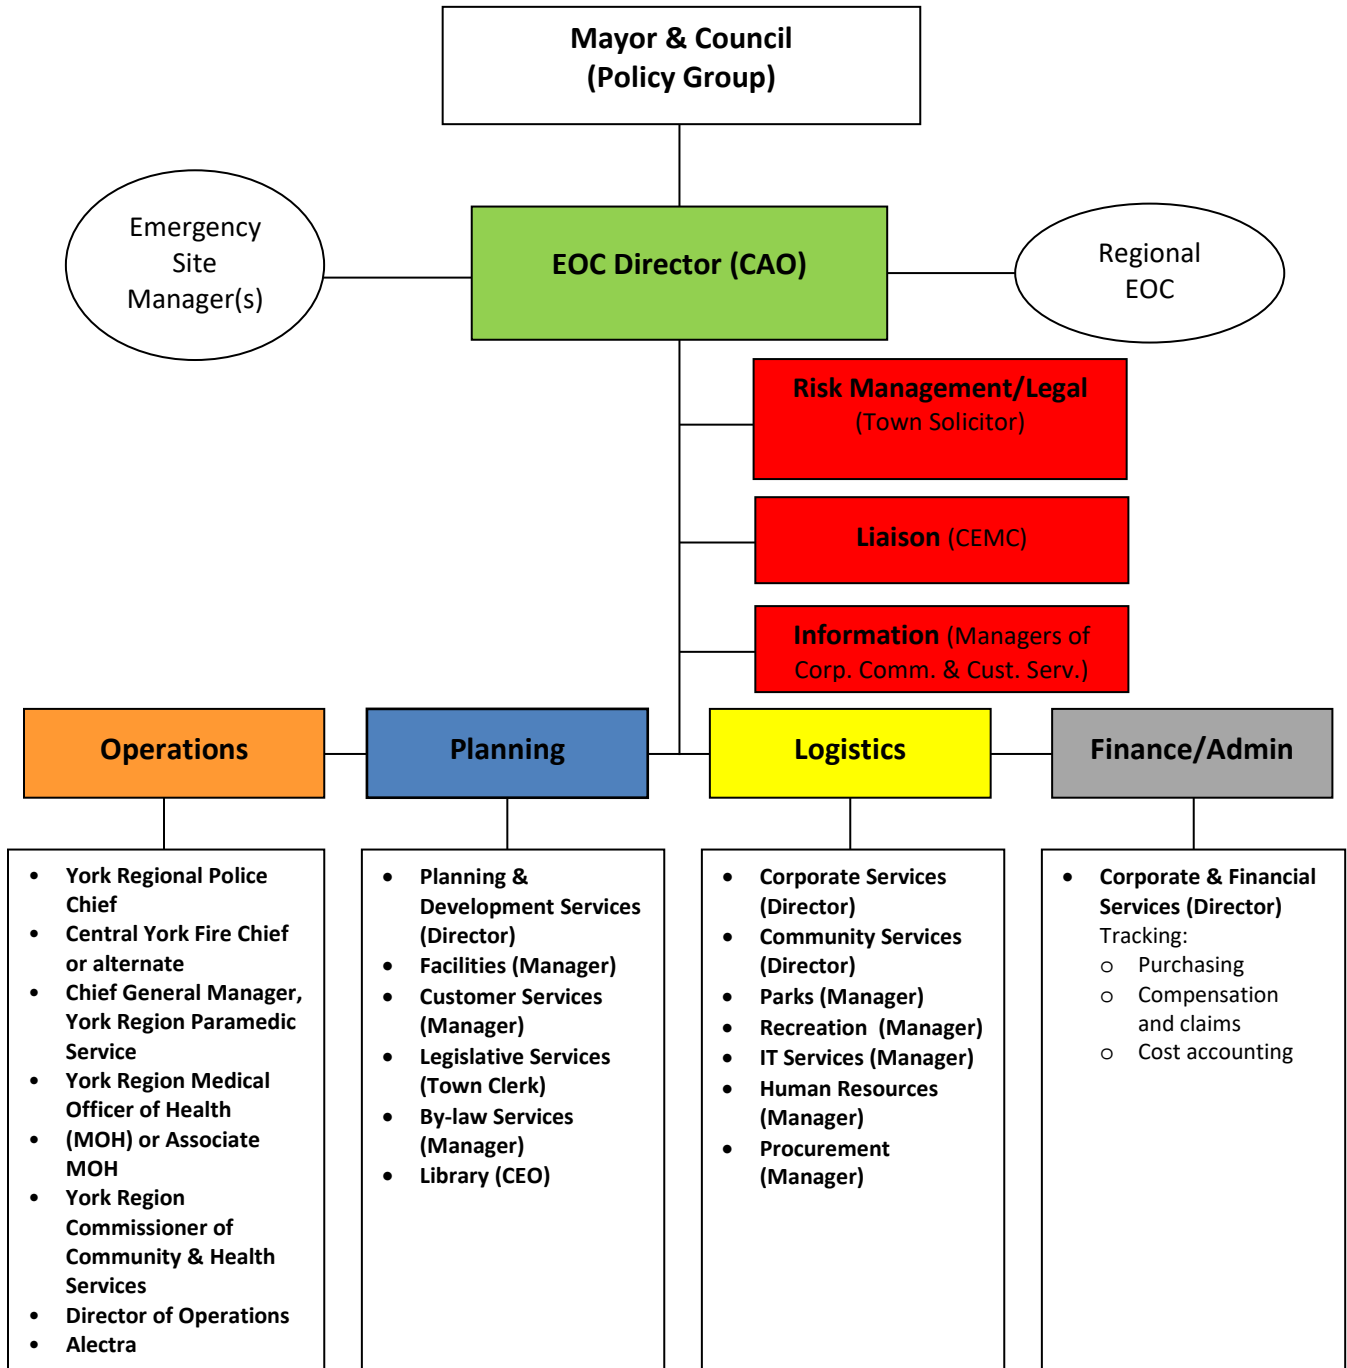 Mayor & Council
(Policy Group)
Emergency
Site
Manager(s)
EOC Director (CAO)
Regional
EOC
Risk Management/Legal
(Town Solicitor)
Liaison (CEMC)
Information (Managers of
Corp. Comm. & Cust. Serv.)
Operations
Planning
Logistics
Finance/Admin
• York Regional Police
Chief
• Central York Fire Chief
or alternate
• Chief General Manager,
York Region Paramedic
Service
• York Region Medical
Officer of Health
• (MOH) or Associate
MOH
• York Region
Commissioner of
Community & Health
Services
• Director of Operations
• Alectra
• Planning &
Development Services
(Director)
• Facilities (Manager)
• Customer Services
(Manager)
• Legislative Services
(Town Clerk)
• By-law Services
(Manager)
• Library (CEO)
• Corporate Services
(Director)
• Community Services
(Director)
• Parks (Manager)
• Recreation (Manager)
• IT Services (Manager)
• Human Resources
(Manager)
• Procurement
(Manager)
• Corporate & Financial
Services (Director)
Tracking:
o Purchasing
o Compensation
and claims
o Cost accounting